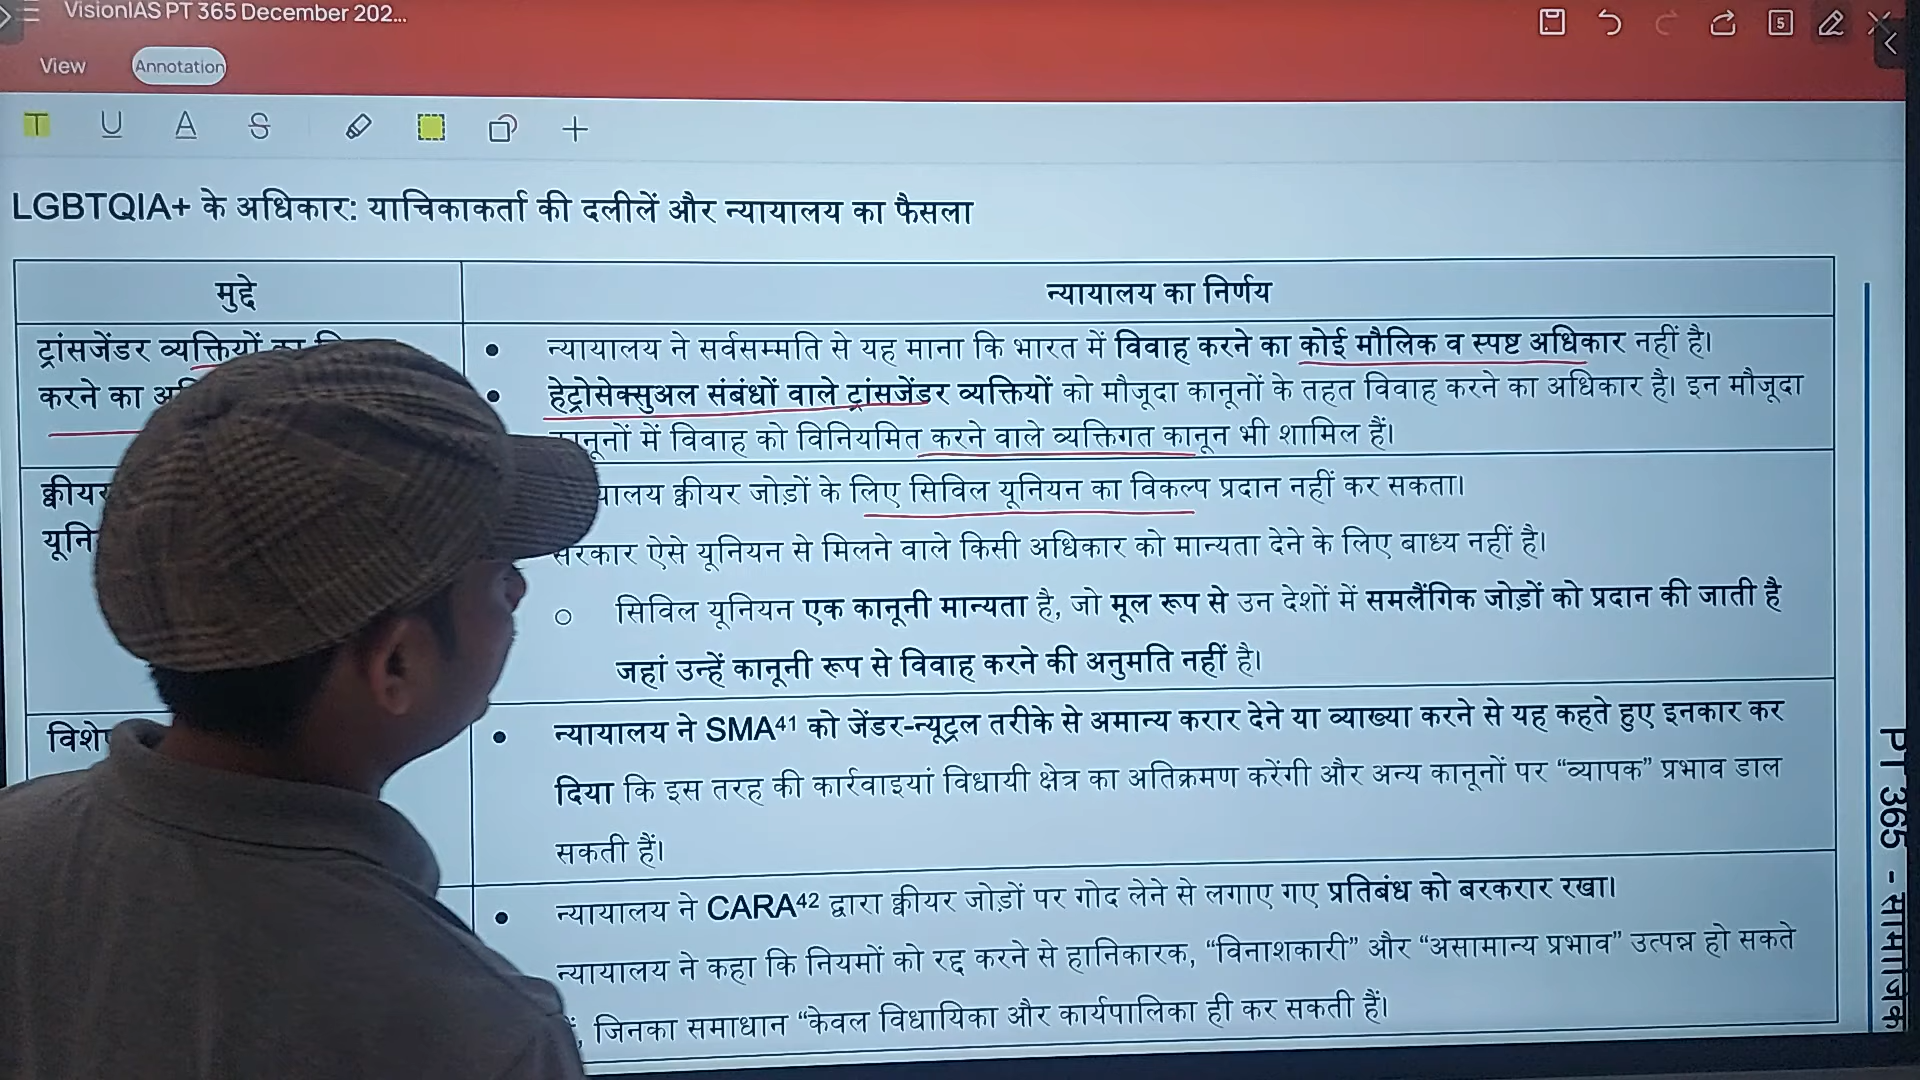 VisionIAS PT 365 December 202...
View
Annotation
T U A S
5
LGBTQIA+ के अधिकार: याचिकाकर्ता की दलीलें और न्यायालय का फैसला
मुद्दे
न्यायालय का निर्णय
ट्रांसजेंडर व्यक्तियों का
करने का
• न्यायालय ने सर्वसम्मति से यह माना कि भारत में विवाह करने का कोई मौलिक व स्पष्ट अधिकार नहीं है।
• हेट्रोसेक्सुअल संबंधों वाले ट्रांसजेंडर व्यक्तियों को मौजूदा कानूनों के तहत विवाह करने का अधिकार है। इन मौजूदा
कानूनों में विवाह को विनियमित करने वाले व्यक्तिगत कानून भी शामिल हैं।
क्वीयर
यूनि
यालय क्वीयर जोड़ों के लिए सिविल यूनियन का विकल्प प्रदान नहीं कर सकता।
सरकार ऐसे यूनियन से मिलने वाले किसी अधिकार को मान्यता देने के लिए बाध्य नहीं है।
○ सिविल यूनियन एक कानूनी मान्यता है, जो मूल रूप से उन देशों में समलैंगिक जोड़ों को प्रदान की जाती है
जहां उन्हें कानूनी रूप से विवाह करने की अनुमति नहीं है।
विशे
• न्यायालय ने SMA⁴¹ को जेंडर-न्यूट्रल तरीके से अमान्य करार देने या व्याख्या करने से यह कहते हुए इनकार कर
दिया कि इस तरह की कार्रवाइयां विधायी क्षेत्र का अतिक्रमण करेंगी और अन्य कानूनों पर “व्यापक” प्रभाव डाल
सकती हैं।
• न्यायालय ने CARA⁴² द्वारा क्वीयर जोड़ों पर गोद लेने से लगाए गए प्रतिबंध को बरकरार रखा।
न्यायालय ने कहा कि नियमों को रद्द करने से हानिकारक, “विनाशकारी” और “असामान्य प्रभाव” उत्पन्न हो सकते
, जिनका समाधान “केवल विधायिका और कार्यपालिका ही कर सकती हैं।
PT 365 - सामाजिक